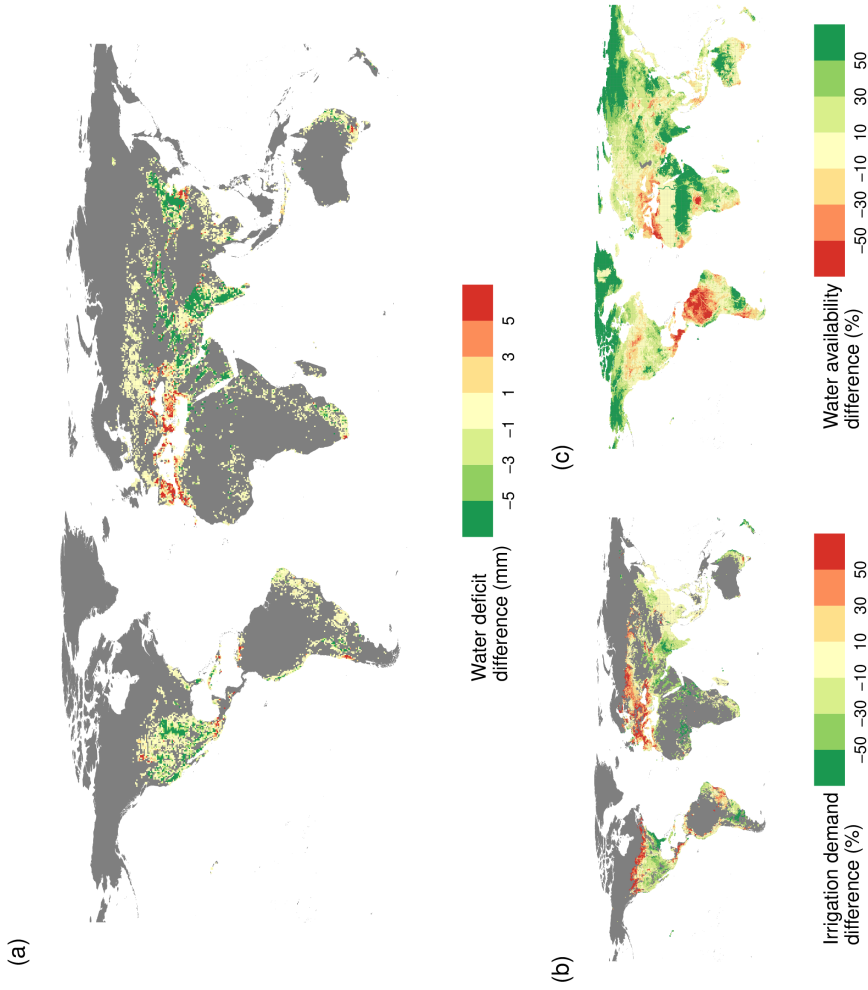 (a)
Water deficit
difference (mm)
−5 −3 −1 1 3 5
(b)
Irrigation demand
difference (%)
−50 −30 −10 10 30 50
(c)
Water availability
difference (%)
−50 −30 −10 10 30 50